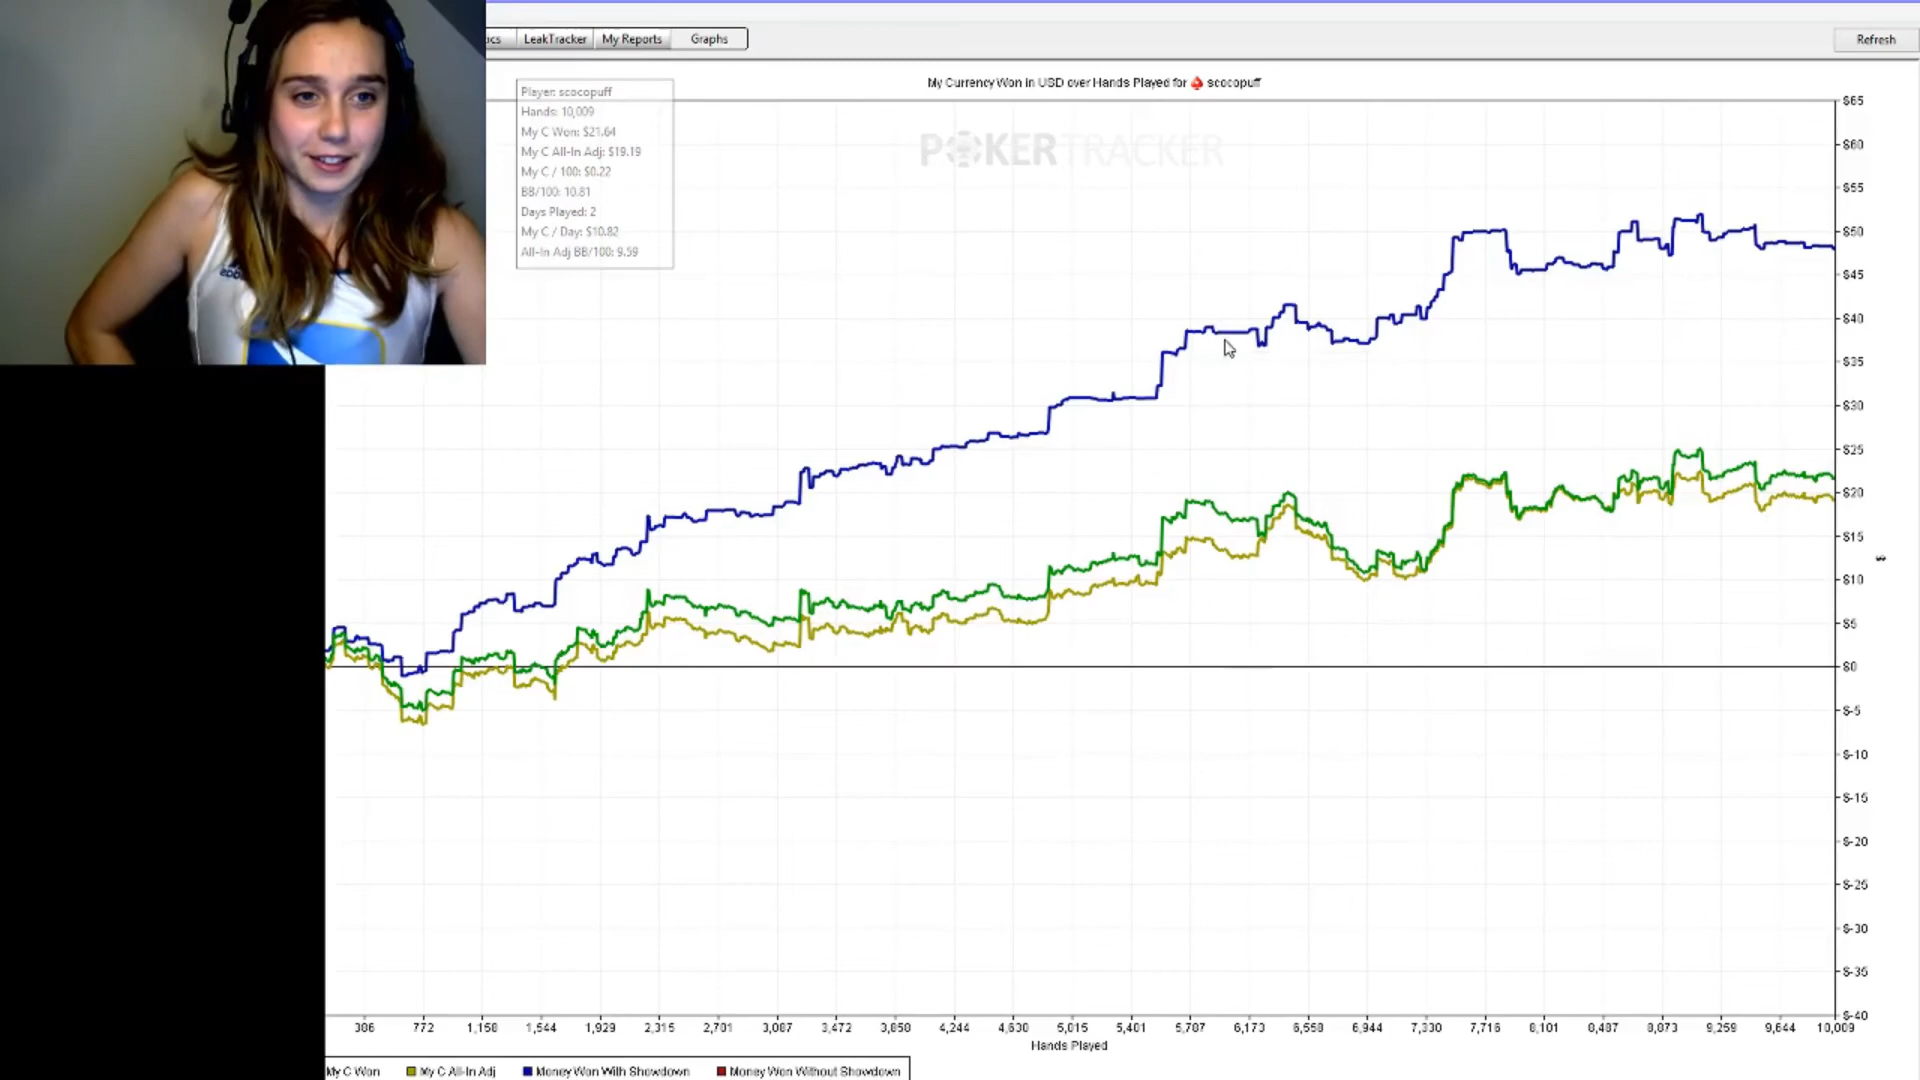 LeakTracker My Reports Graphs
Refresh
My Currency Won in USD over Hands Played for scocopuff
Player: scocopuff
Hands: 10,009
My C Won: $21.64
My C All-In Adj: $19.19
My C / 100: $0.22
BB/100: 10.81
Days Played: 2
My C / Day: $10.82
All-In Adj BB/100: 9.59
POKERTRACKER
$65
$60
$55
$50
$45
$40
$35
$30
$25
$20
$15
$
$10
$5
$0
$-5
$-10
$-15
$-20
$-25
$-30
$-35
$-40
386 772 1,158 1,544 1,929 2,315 2,701 3,087 3,472 3,858 4,244 4,630 5,015 5,401 5,787 6,173 6,558 6,944 7,330 7,716 8,101 8,487 8,873 9,259 9,644 10,009
Hands Played
My C Won My C All-In Adj Money Won With Showdown Money Won Without Showdown